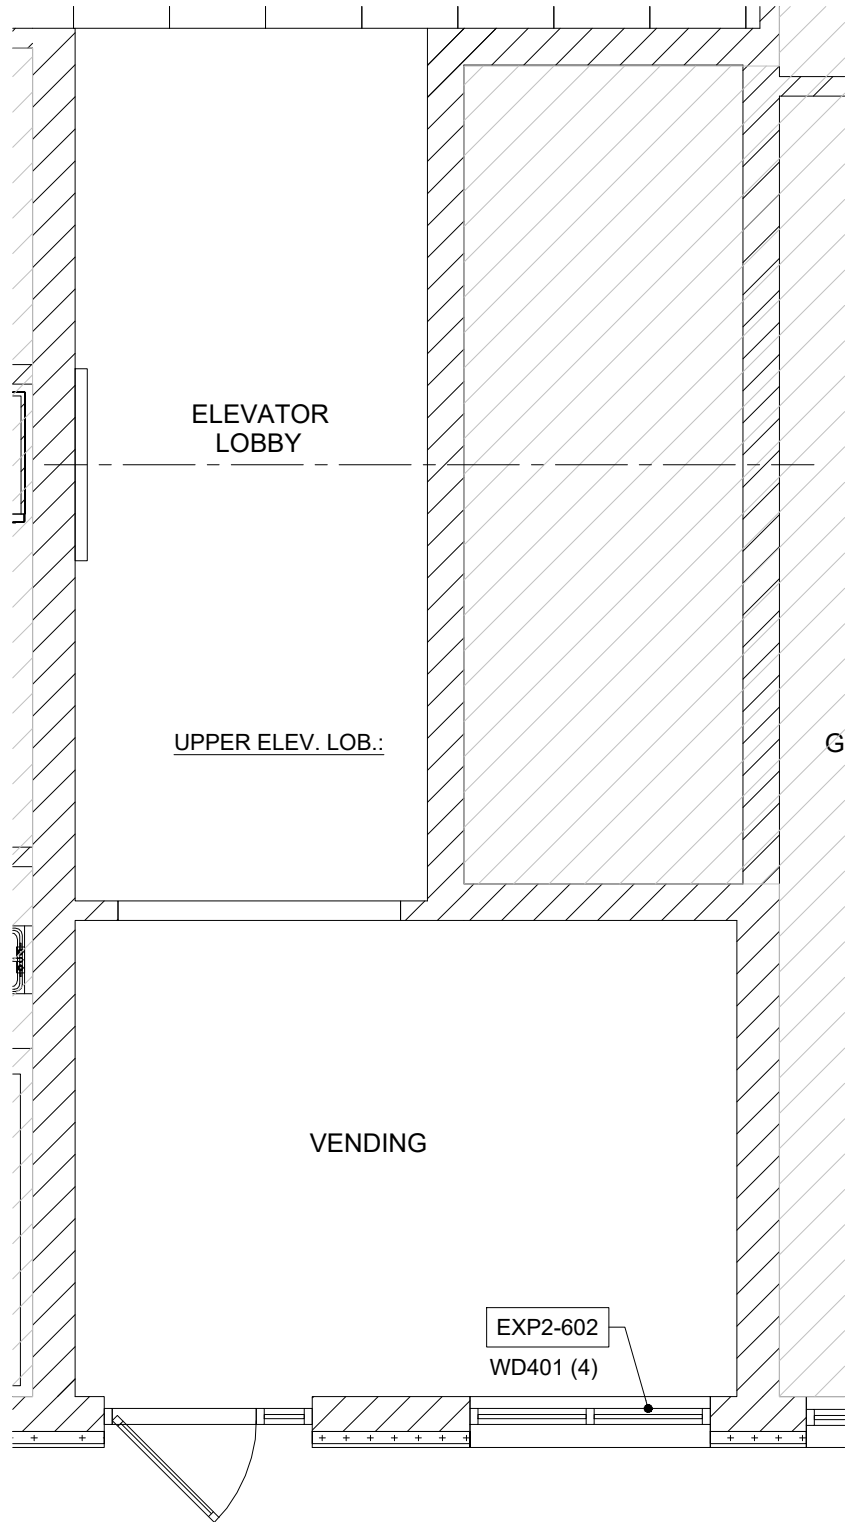 ELEVATOR
LOBBY
UPPER ELEV. LOB.:
G
VENDING
EXP2-602
WD401 (4)